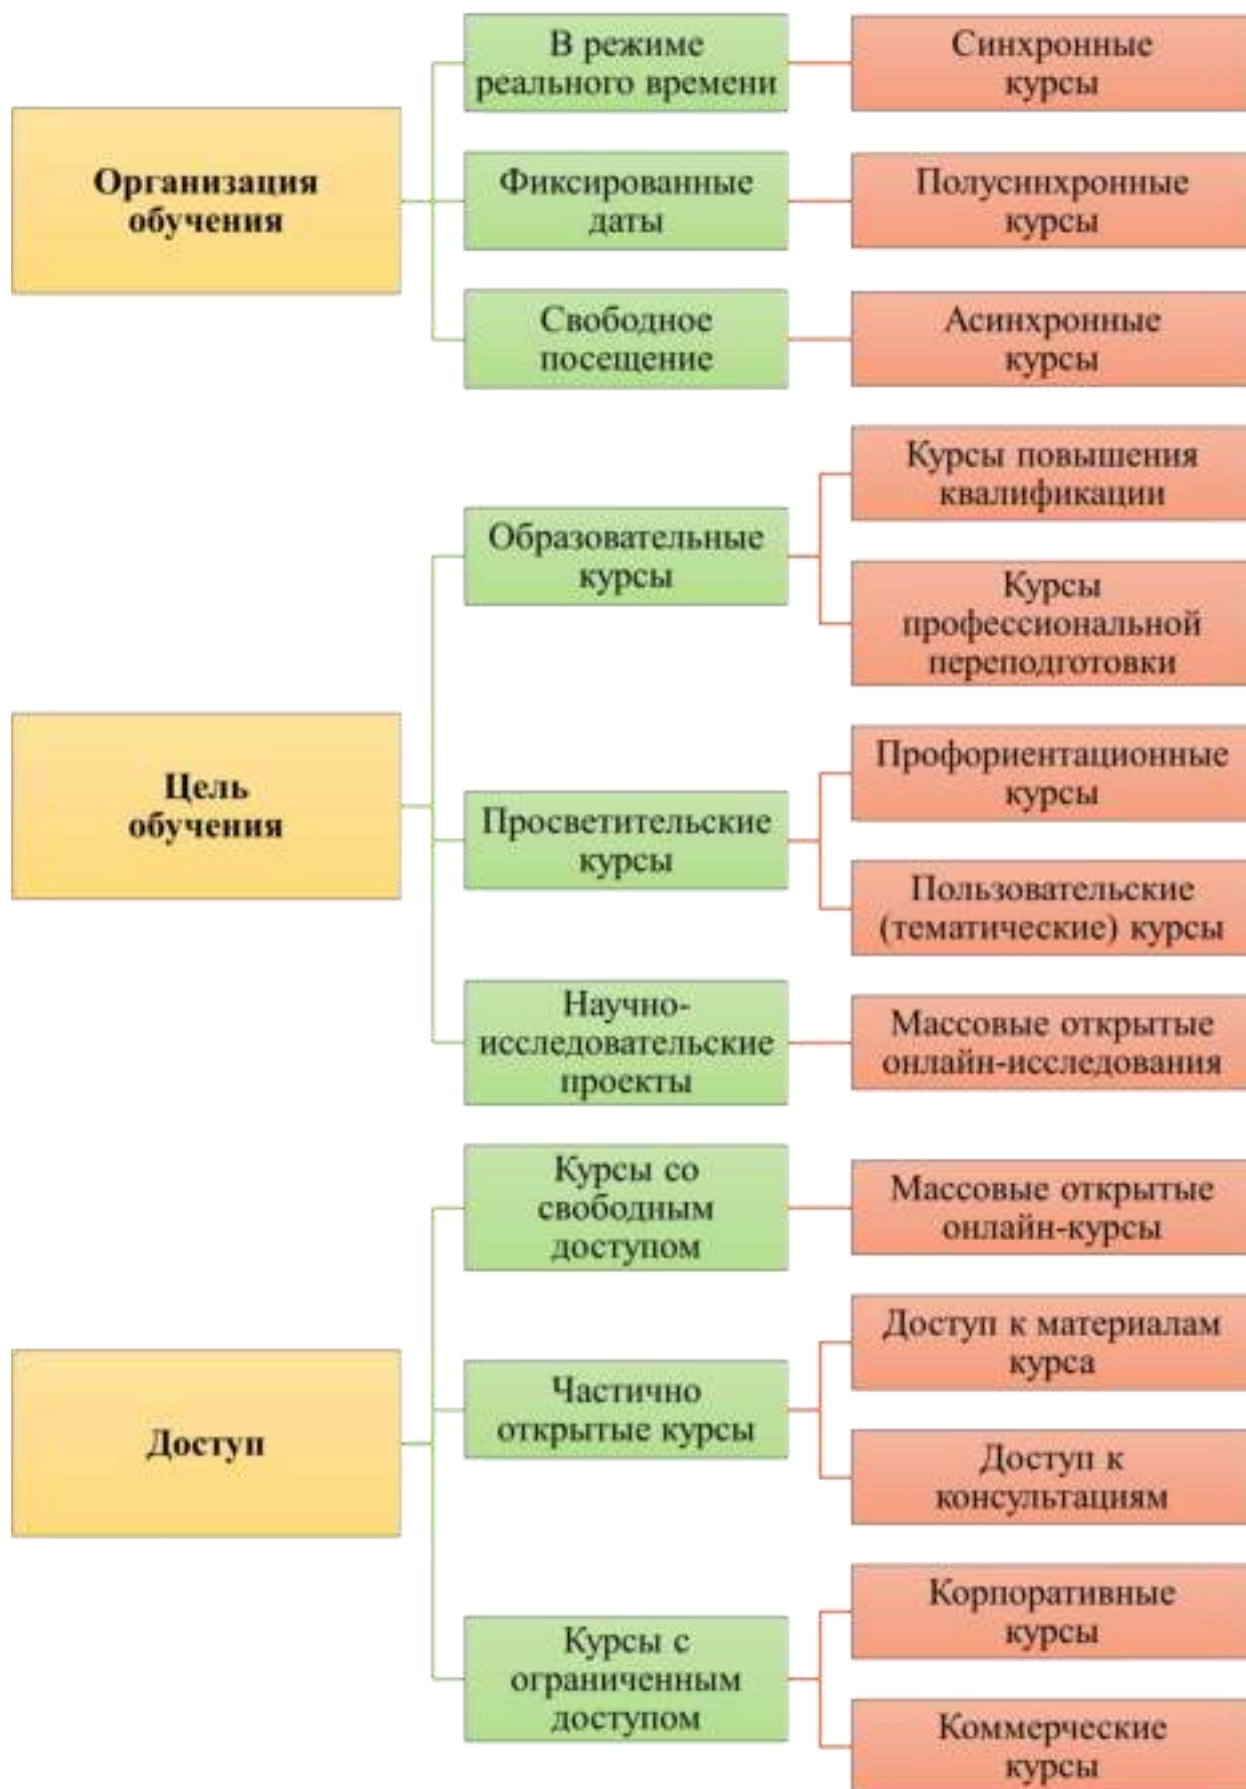 В режиме
реального времени
Синхронные
курсы
Организация
обучения
Фиксированные
даты
Полусинхронные
курсы
Свободное
посещение
Асинхронные
курсы
Образовательные
курсы
Курсы повышения
квалификации
Курсы
профессиональной
переподготовки
Цель
обучения
Просветительские
курсы
Профориентационные
курсы
Пользовательские
(тематические) курсы
Научно-
исследовательские
проекты
Массовые открытые
онлайн-исследования
Курсы со
свободным
доступом
Массовые открытые
онлайн-курсы
Доступ
Частично
открытые курсы
Доступ к материалам
курса
Доступ к
консультациям
Курсы с
ограниченным
доступом
Корпоративные
курсы
Коммерческие
курсы